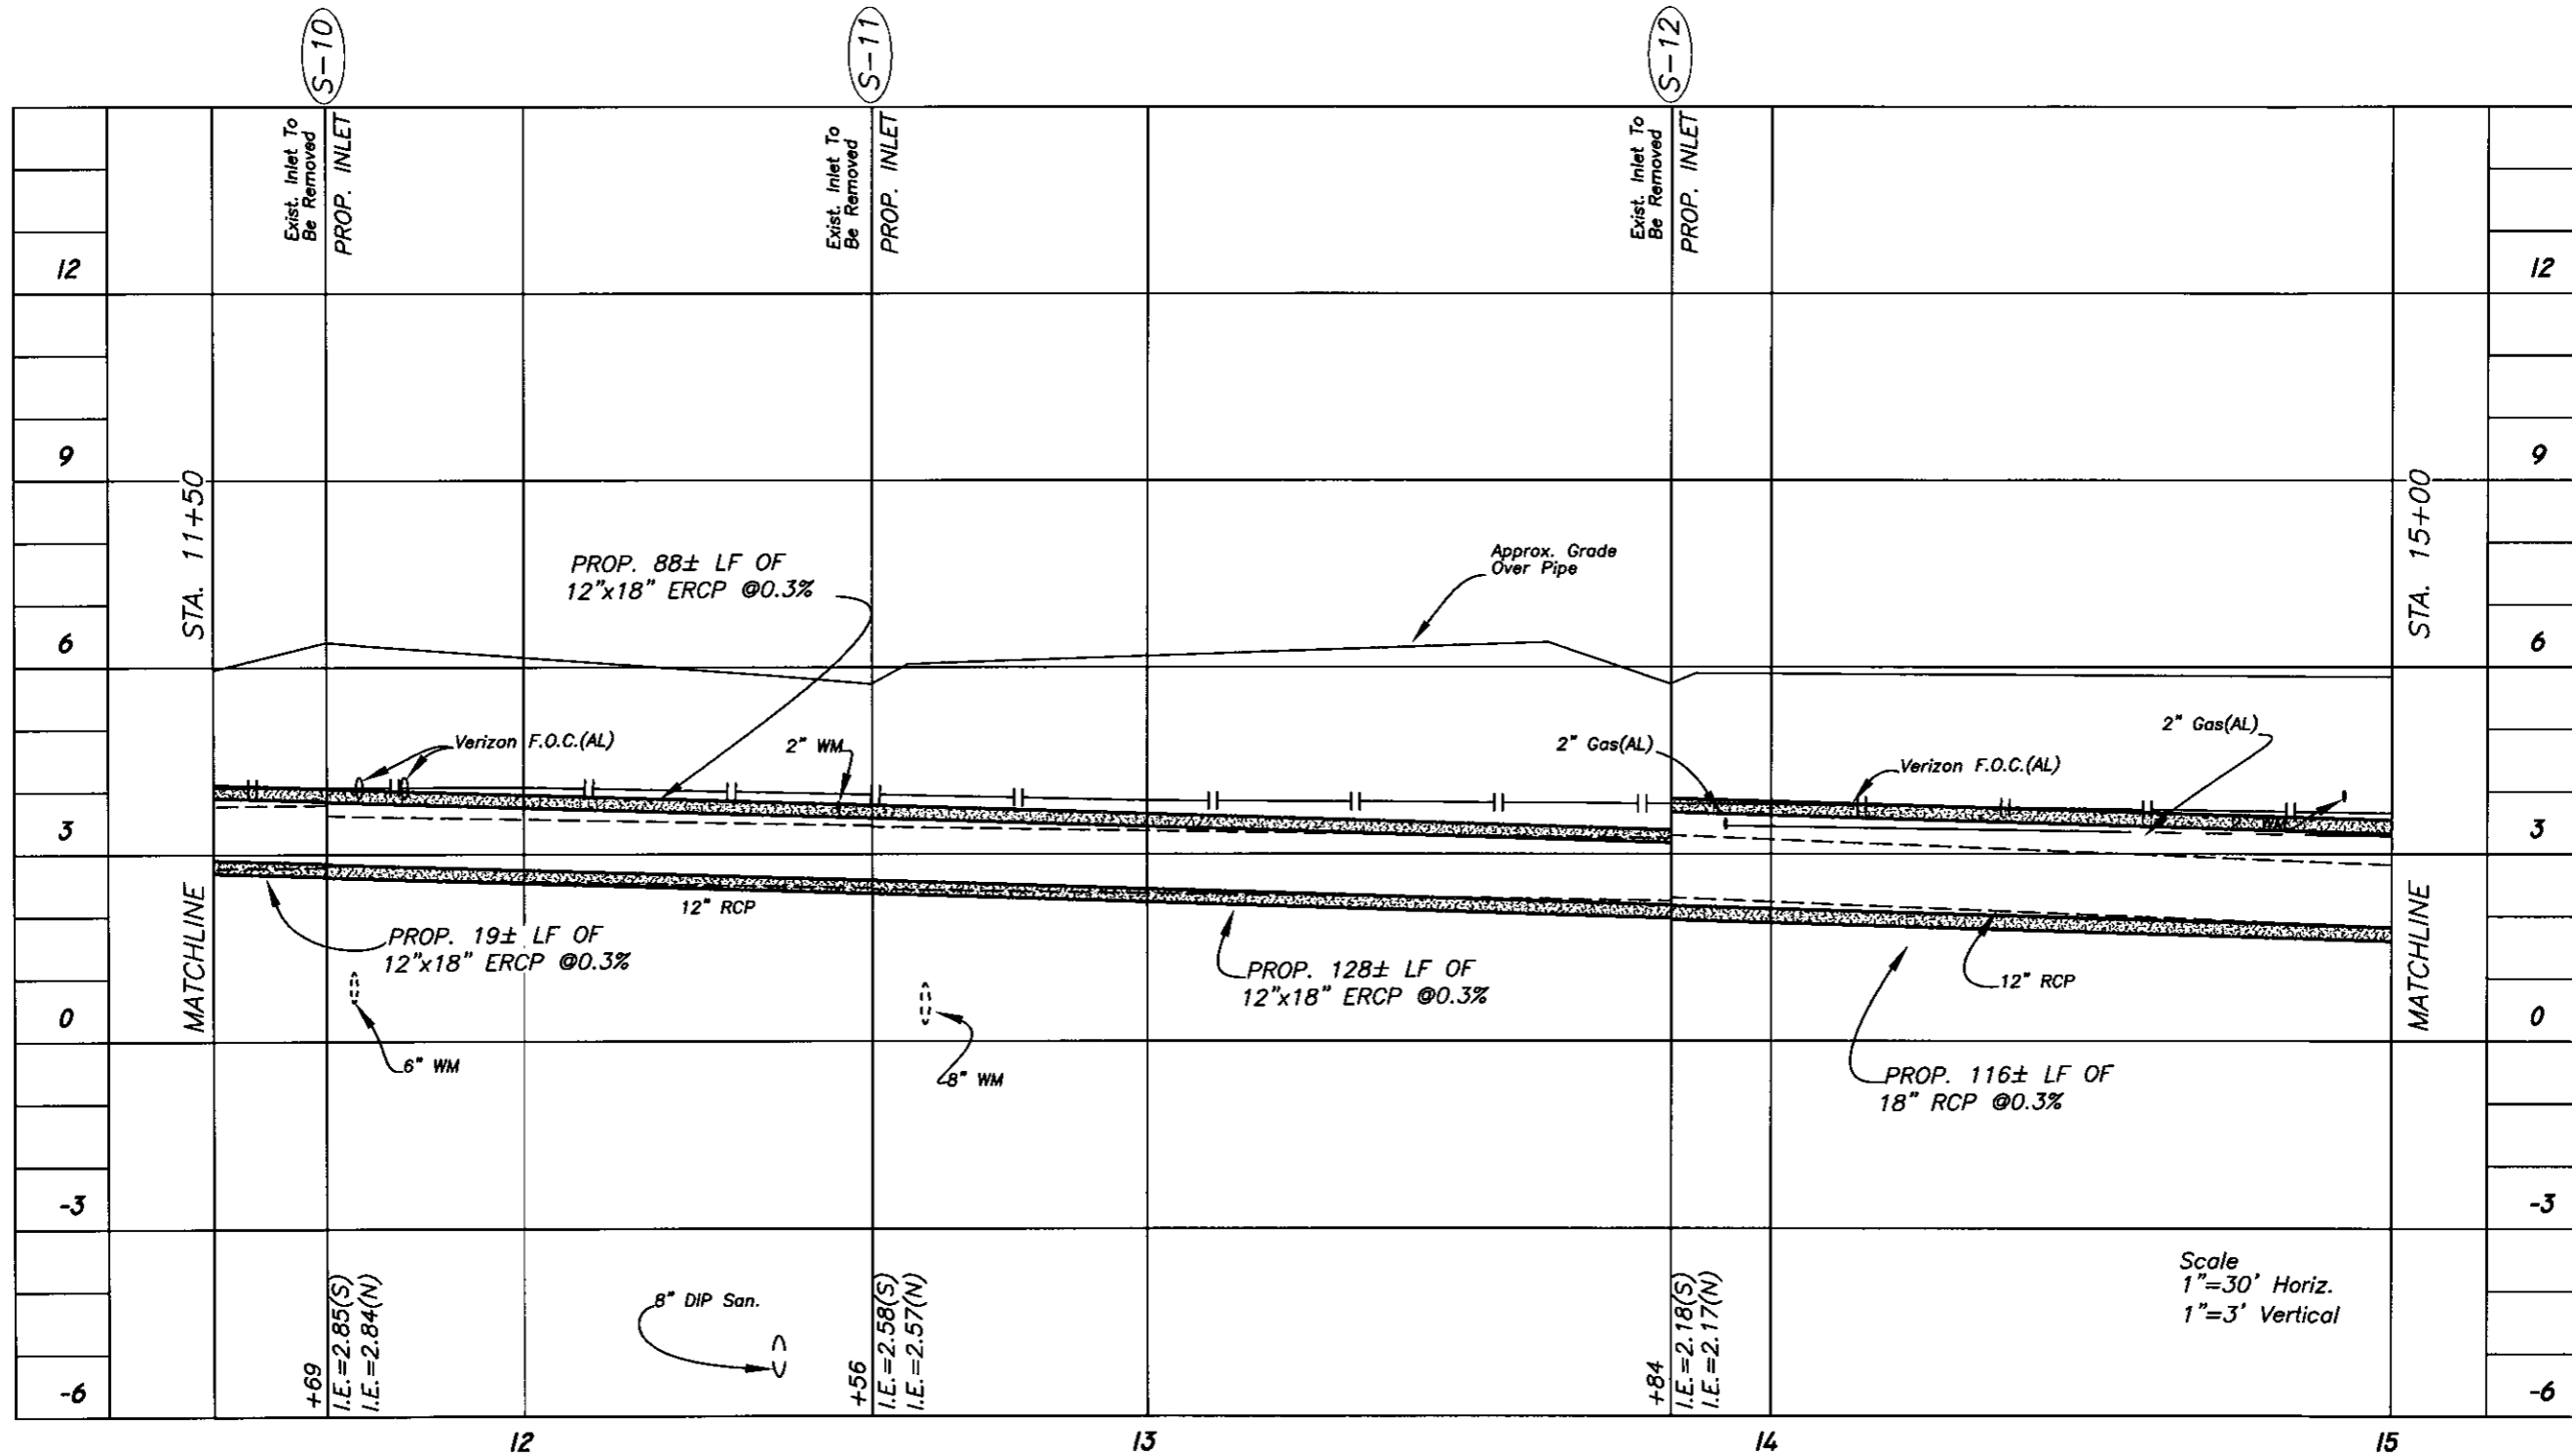 S-10
S-11
S-12
Exist. Inlet To
Be Removed
PROP. INLET
Exist. Inlet To
Be Removed
PROP. INLET
Exist. Inlet To
Be Removed
PROP. INLET
12
12
9
9
STA. 11+50
STA. 15+00
PROP. 88± LF OF
12"x18" ERCP @0.3%
Approx. Grade
Over Pipe
6
6
Verizon F.O.C.(AL)
2" WM
2" Gas(AL)
Verizon F.O.C.(AL)
2" Gas(AL)
3
3
MATCHLINE
MATCHLINE
12" RCP
PROP. 19± LF OF
12"x18" ERCP @0.3%
PROP. 128± LF OF
12"x18" ERCP @0.3%
12" RCP
0
0
6" WM
8" WM
PROP. 116± LF OF
18" RCP @0.3%
-3
-3
Scale
1"=30' Horiz.
1"=3' Vertical
8" DIP San.
+69
I.E.=2.85(S)
I.E.=2.84(N)
+56
I.E.=2.58(S)
I.E.=2.57(N)
+84
I.E.=2.18(S)
I.E.=2.17(N)
-6
-6
12
13
14
15